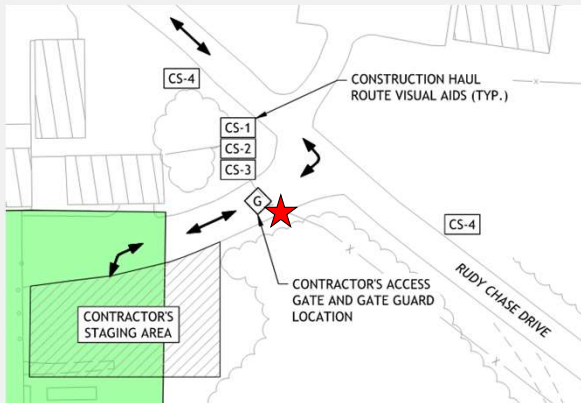 CS-4
CONSTRUCTION HAUL
ROUTE VISUAL AIDS (TYP.)
CS-1
CS-2
CS-3
G
CS-4
CONTRACTOR'S ACCESS
GATE AND GATE GUARD
LOCATION
RUDY CHASE DRIVE
CONTRACTOR'S
STAGING AREA